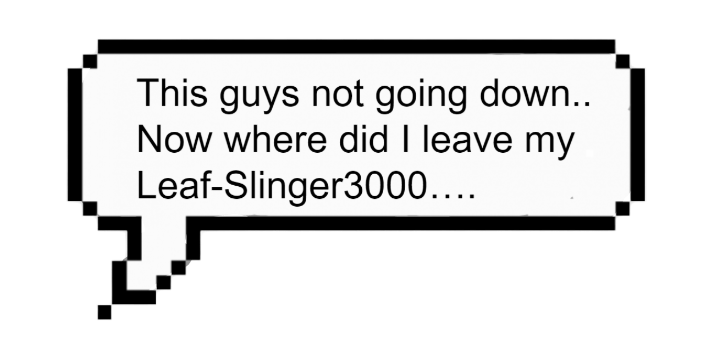 This guys not going down..
Now where did I leave my
Leaf-Slinger3000....